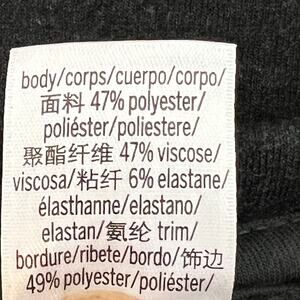 body/corps/cuerpo/corpo/
面料 47% polyester/
poliéster/poliestere/
聚酯纤维 47% viscose/
viscosa/粘纤 6% elastane/
élasthanne/elastano/
elastan/氨纶 trim/
bordure/ribete/bordo/饰边
49% polyester/poliéster/